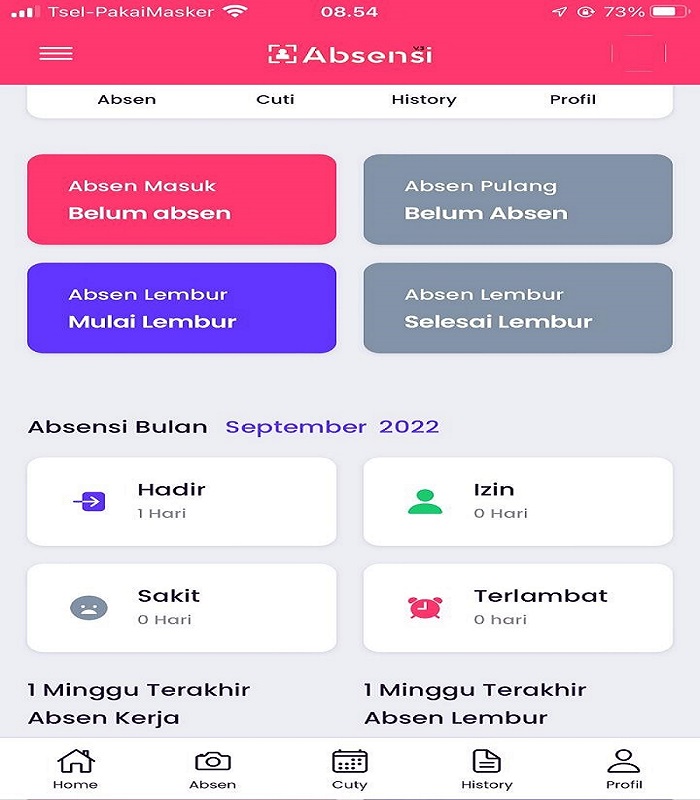 Tsel-PakaiMasker 08.54 73%
Absensi V.3
Absen Cuti History Profil
Absen Masuk
Belum absen
Absen Pulang
Belum Absen
Absen Lembur
Mulai Lembur
Absen Lembur
Selesai Lembur
Absensi Bulan September 2022
Hadir
1 Hari
Izin
0 Hari
Sakit
0 Hari
Terlambat
0 hari
1 Minggu Terakhir
Absen Kerja
1 Minggu Terakhir
Absen Lembur
Home Absen Cuty History Profil